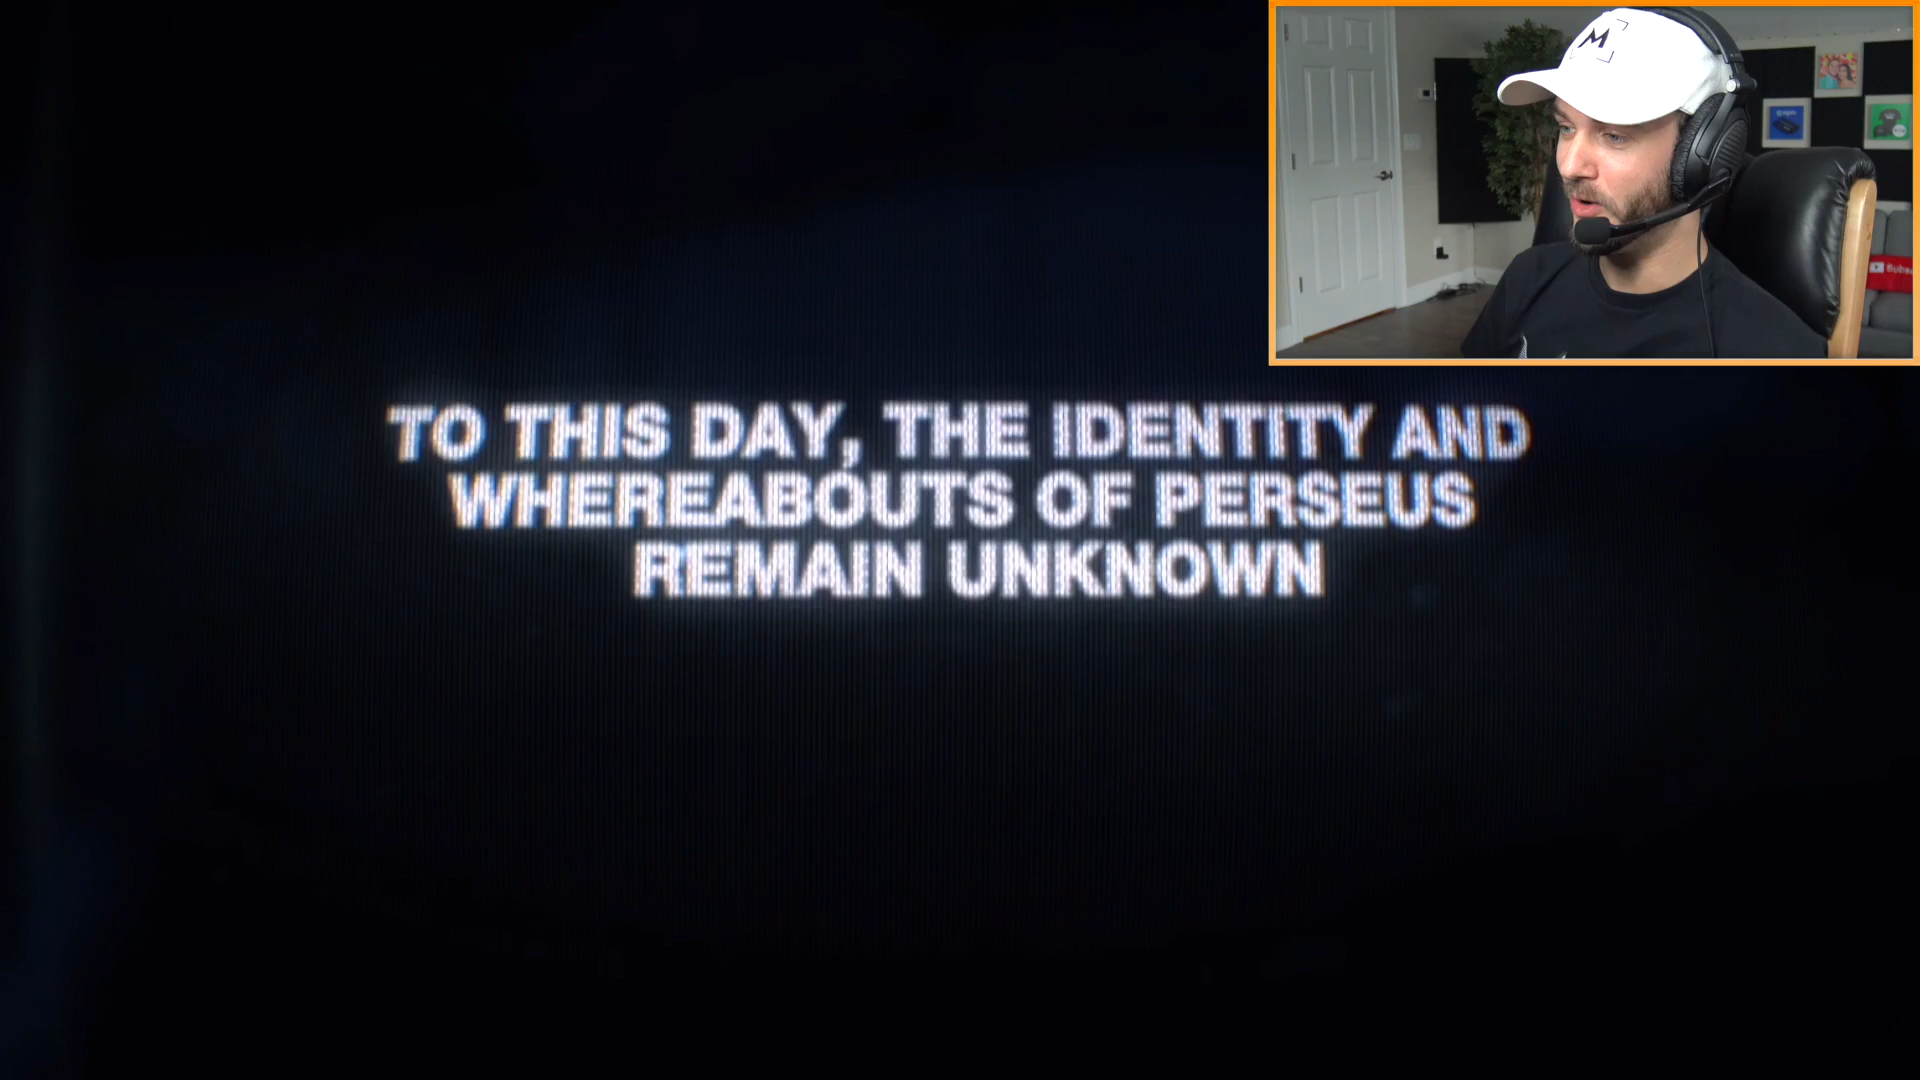 TO THIS DAY, THE IDENTITY AND
WHEREABOUTS OF PERSEUS
REMAIN UNKNOWN
M